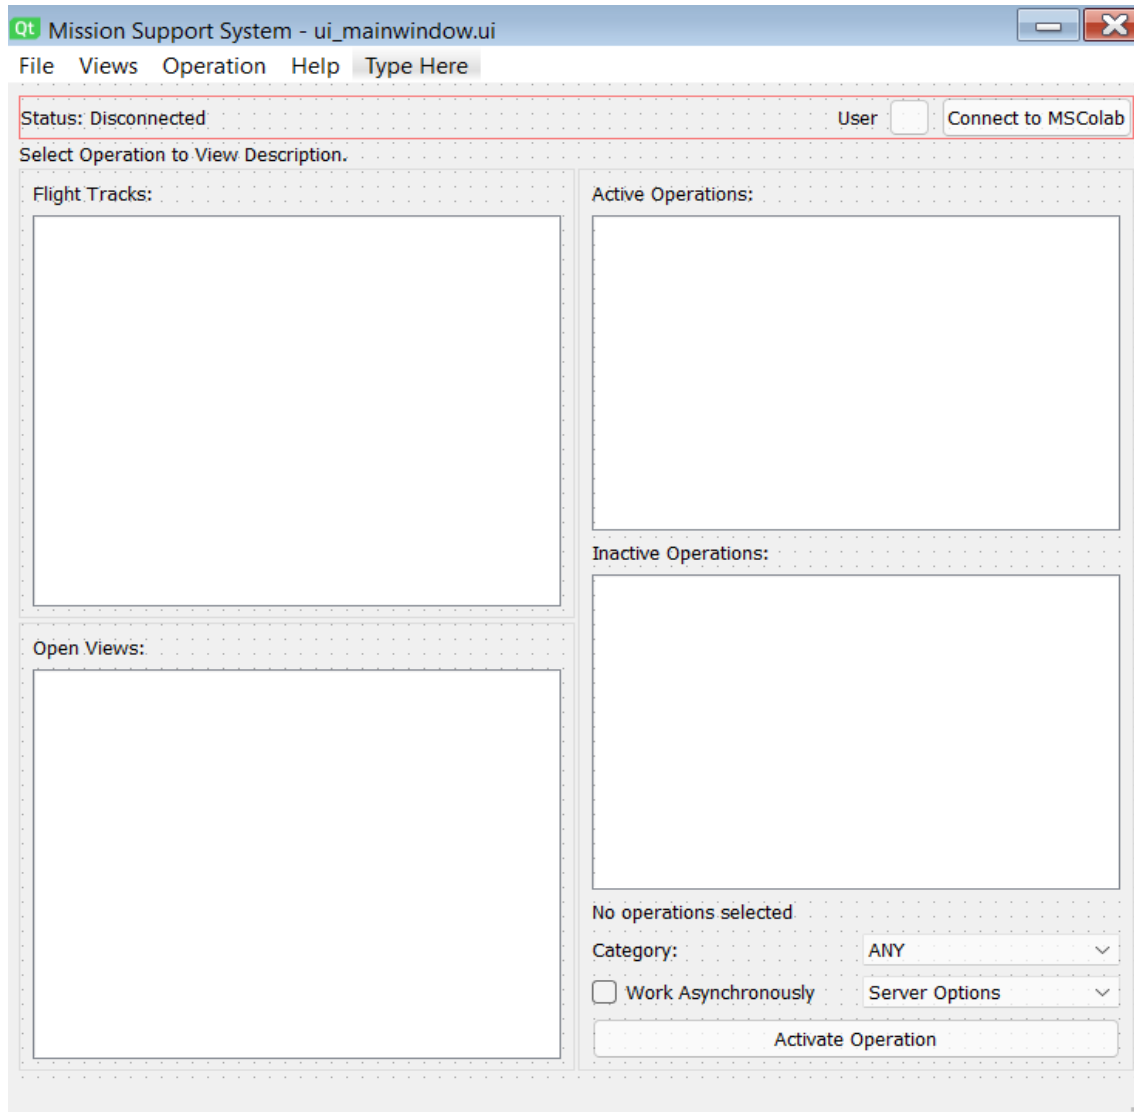 Qt Mission Support System - ui_mainwindow.ui
File Views Operation Help Type Here
Status: Disconnected User Connect to MSColab
Select Operation to View Description.
Flight Tracks:
Active Operations:
Inactive Operations:
Open Views:
No operations selected
Category: ANY
Work Asynchronously Server Options
Activate Operation